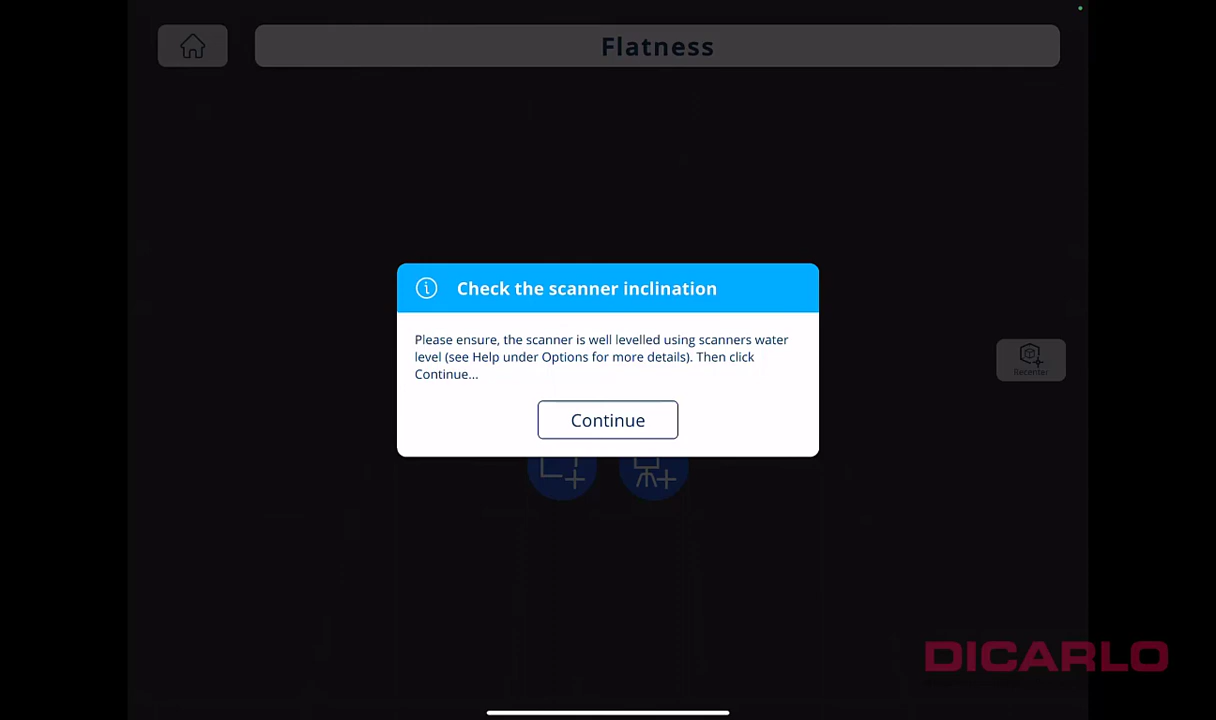 Flatness
Check the scanner inclination
Please ensure, the scanner is well levelled using scanners water
level (see Help under Options for more details). Then click
Continue...
Recenter
Continue
DICARLO